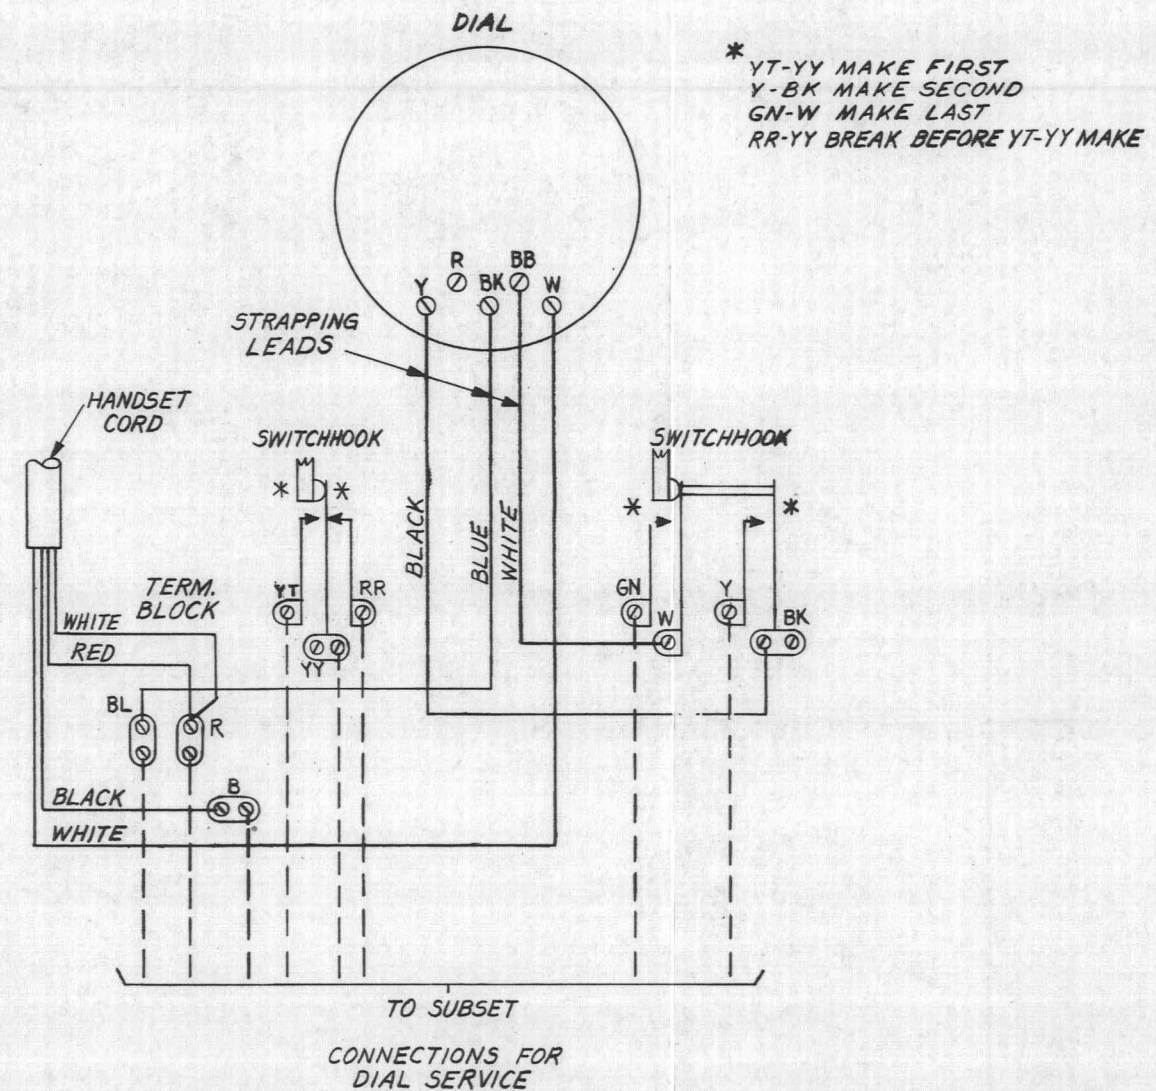 DIAL
* YT-YY MAKE FIRST
Y-BK MAKE SECOND
GN-W MAKE LAST
RR-YY BREAK BEFORE YT-YY MAKE
R BB
Y BK W
STRAPPING
LEADS
HANDSET
CORD
SWITCHHOOK
* *
SWITCHHOOK
* *
BLACK
BLUE
WHITE
TERM.
BLOCK
YT
RR
YY
GN
W
Y
BK
WHITE
RED
BL
R
B
BLACK
WHITE
TO SUBSET
CONNECTIONS FOR
DIAL SERVICE